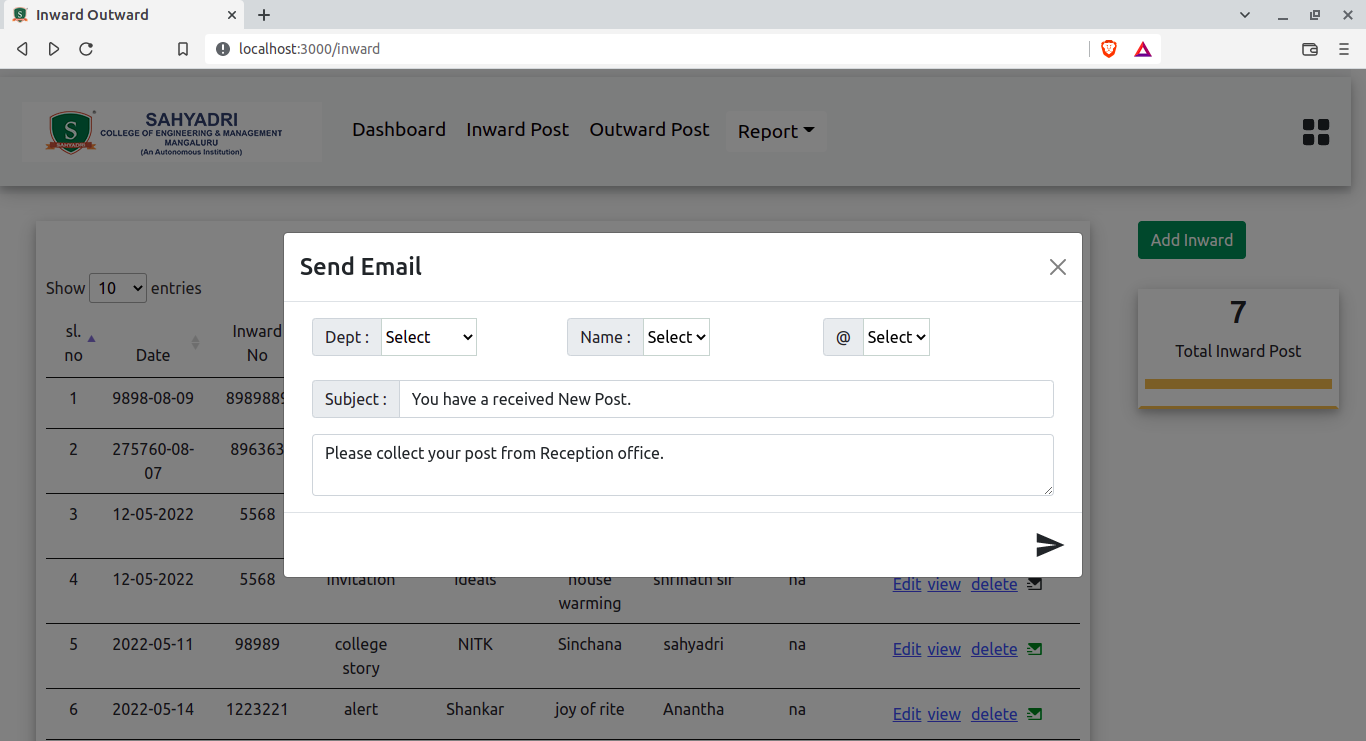 Inward Outward
localhost:3000/inward
S
SAHYADRI
SAHYADRI
COLLEGE OF ENGINEERING & MANAGEMENT
MANGALURU
(An Autonomous Institution)
Dashboard Inward Post Outward Post Report
Add Inward
7
Total Inward Post
Show 10 entries
sl. no Date Inward No
1 9898-08-09 8989889
2 275760-08-07 896363
3 12-05-2022 5568
Send Email
Dept : Select Name : Select @ Select
Subject : You have a received New Post.
Please collect your post from Reception office.
4 12-05-2022 5568 invitation ideals house warming shrinath sir na Edit view delete
5 2022-05-11 98989 college story NITK Sinchana sahyadri na Edit view delete
6 2022-05-14 1223221 alert Shankar joy of rite Anantha na Edit view delete